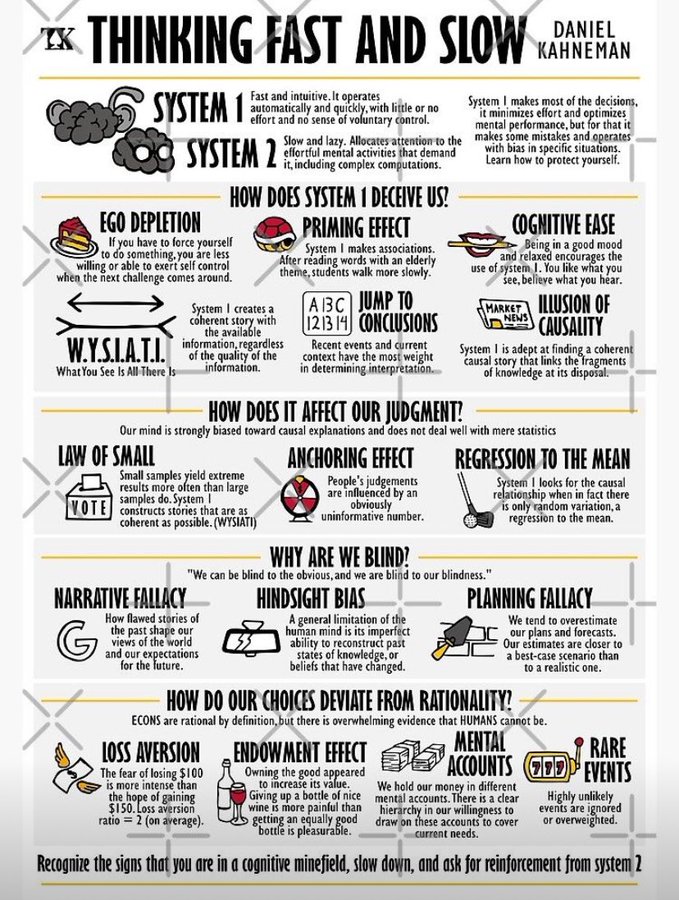 TX THINKING FAST AND SLOW
DANIEL
KAHNEMAN
SYSTEM 1
Fast and intuitive. It operates
automatically and quickly, with little or no
effort and no sense of voluntary control.
SYSTEM 2
Slow and lazy. Allocates attention to the
effortful mental activities that demand
it, including complex computations.
System 1 makes most of the decisions,
it minimizes effort and optimizes
mental performance, but for that it
makes some mistakes and operates
with bias in specific situations.
Learn how to protect yourself.
HOW DOES SYSTEM 1 DECEIVE US?
EGO DEPLETION
If you have to force yourself
to do something, you are less
willing or able to exert self control
when the next challenge comes around.
PRIMING EFFECT
System 1 makes associations.
After reading words with an elderly
theme, students walk more slowly.
COGNITIVE EASE
Being in a good mood
and relaxed encourages the
use of system 1. You like what you
see, believe what you hear.
W.Y.S.I.A.T.I.
What You See Is All There Is
System 1 creates a
coherent story with
the available
information, regardless
of the quality of the
information.
A 13 C
12 13 14
JUMP TO
CONCLUSIONS
Recent events and current
context have the most weight
in determining interpretation.
MARKET
NEWS
ILLUSION OF
CAUSALITY
System 1 is adept at finding a coherent
causal story that links the fragments
of knowledge at its disposal.
HOW DOES IT AFFECT OUR JUDGMENT?
Our mind is strongly biased toward causal explanations and does not deal well with mere statistics
LAW OF SMALL
VOTE
Small samples yield extreme
results more often than large
samples do. System 1
constructs stories that are as
coherent as possible. (WYSIATI)
ANCHORING EFFECT
People's judgements
are influenced by an
obviously
uninformative number.
REGRESSION TO THE MEAN
System 1 looks for the causal
relationship when in fact there
is only random variation, a
regression to the mean.
WHY ARE WE BLIND?
"We can be blind to the obvious, and we are blind to our blindness."
NARRATIVE FALLACY
G
How flawed stories of
the past shape our
views of the world
and our expectations
for the future.
HINDSIGHT BIAS
A general limitation of the
human mind is its imperfect
ability to reconstruct past
states of knowledge, or
beliefs that have changed.
PLANNING FALLACY
We tend to overestimate
our plans and forecasts.
Our estimates are closer to
a best-case scenario than
to a realistic one.
HOW DO OUR CHOICES DEVIATE FROM RATIONALITY?
ECONS are rational by definition, but there is overwhelming evidence that HUMANS cannot be.
LOSS AVERSION
The fear of losing $100
is more intense than
the hope of gaining
$150. Loss aversion
ratio = 2 (on average).
ENDOWMENT EFFECT
Owning the good appeared
to increase its value.
Giving up a bottle of nice
wine is more painful than
getting an equally good
bottle is pleasurable.
MENTAL
ACCOUNTS
We hold our money in different
mental accounts. There is a clear
hierarchy in our willingness to
draw on these accounts to cover
current needs.
777
RARE
EVENTS
Highly unlikely
events are ignored
or overweighted.
Recognize the signs that you are in a cognitive minefield, slow down, and ask for reinforcement from system 2